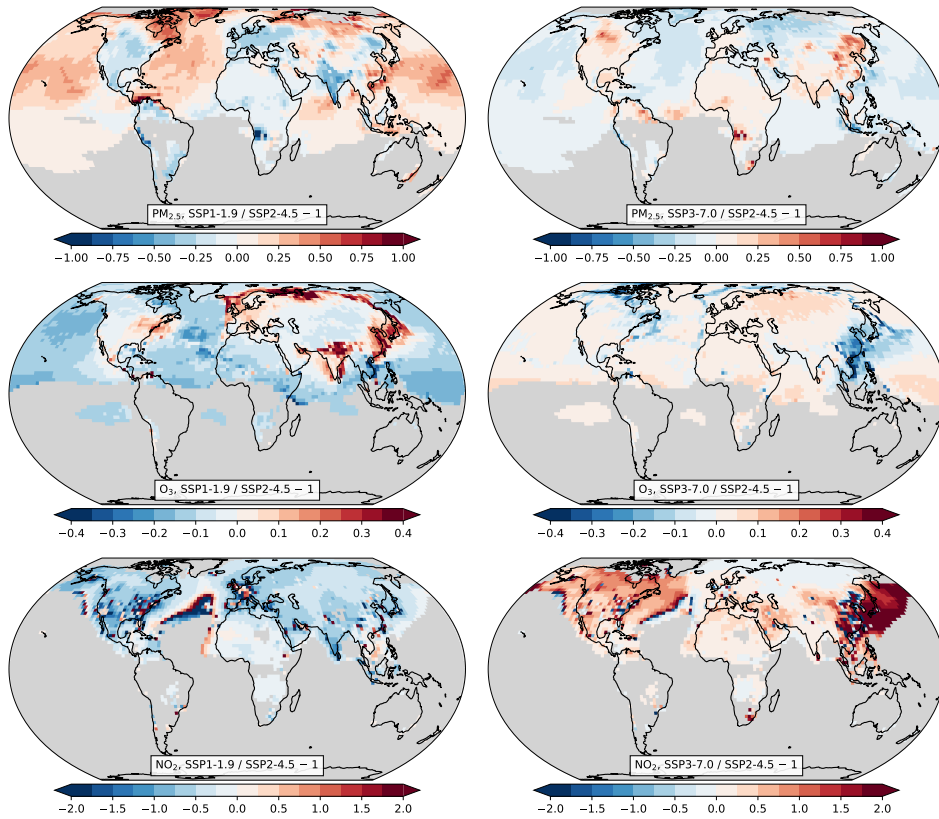 PM2.5, SSP1-1.9 / SSP2-4.5 − 1
−1.00 −0.75 −0.50 −0.25 0.00 0.25 0.50 0.75 1.00
PM2.5, SSP3-7.0 / SSP2-4.5 − 1
−1.00 −0.75 −0.50 −0.25 0.00 0.25 0.50 0.75 1.00
O3, SSP1-1.9 / SSP2-4.5 − 1
−0.4 −0.3 −0.2 −0.1 0.0 0.1 0.2 0.3 0.4
O3, SSP3-7.0 / SSP2-4.5 − 1
−0.4 −0.3 −0.2 −0.1 0.0 0.1 0.2 0.3 0.4
NO2, SSP1-1.9 / SSP2-4.5 − 1
−2.0 −1.5 −1.0 −0.5 0.0 0.5 1.0 1.5 2.0
NO2, SSP3-7.0 / SSP2-4.5 − 1
−2.0 −1.5 −1.0 −0.5 0.0 0.5 1.0 1.5 2.0